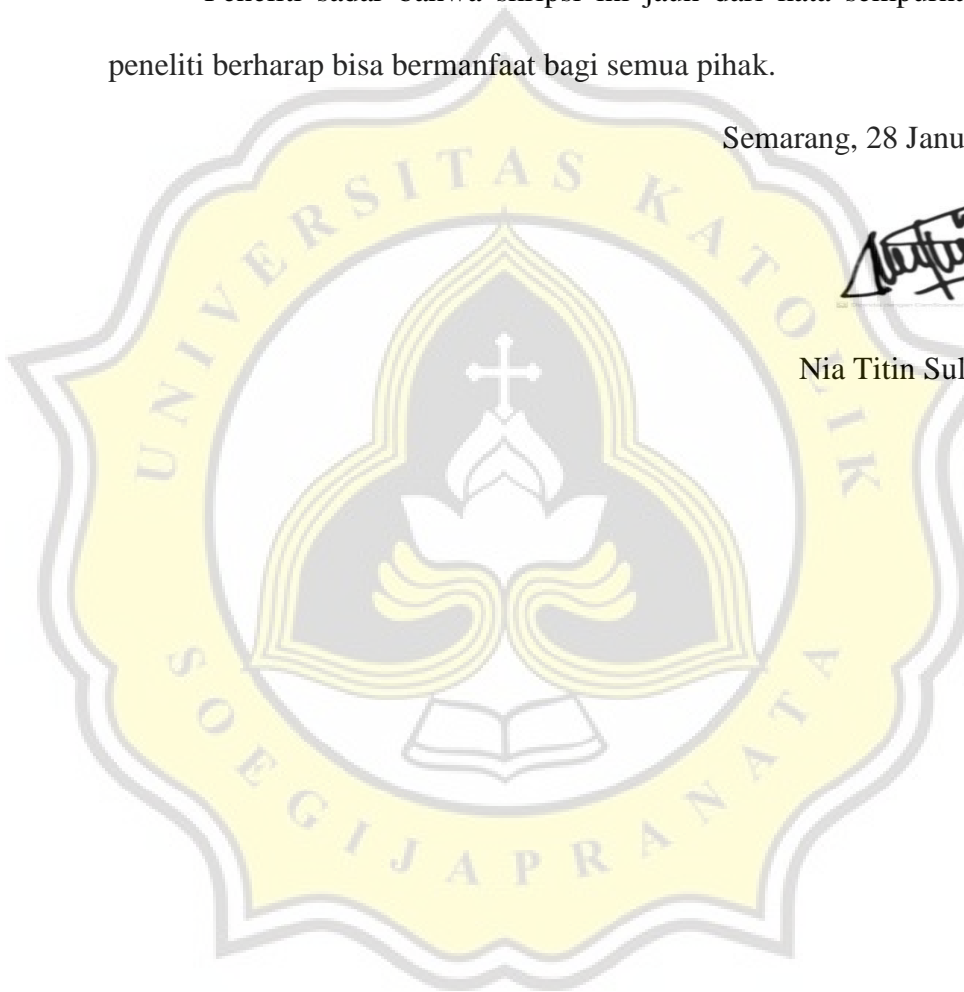 peneliti berharap bisa bermanfaat bagi semua pihak.
Semarang, 28 Janu
Nia Titin Sul
UNIVERSITAS KATOLIK
SOEGIJAPRANATA